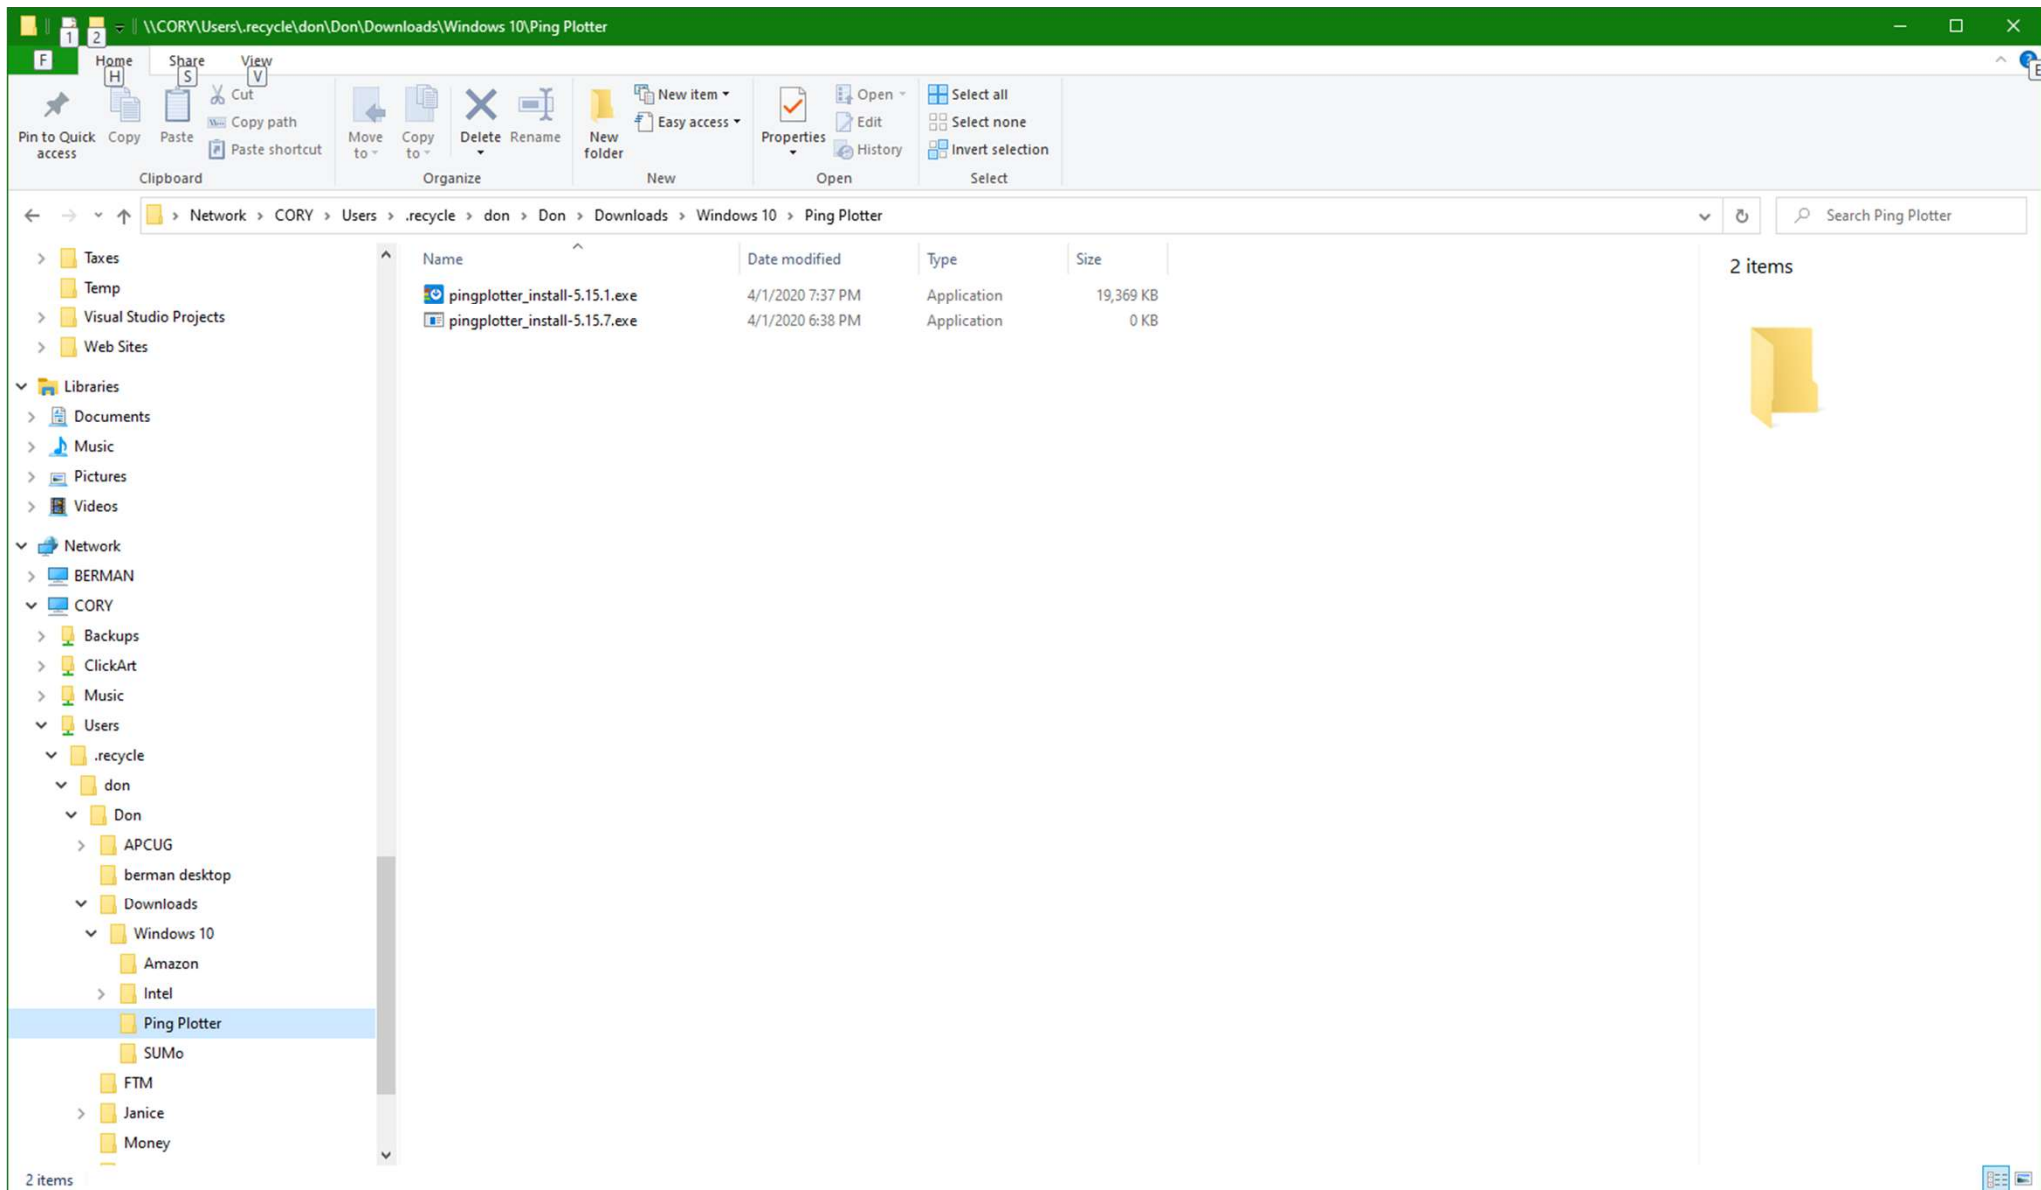 \\CORY\Users\.recycle\don\Don\Downloads\Windows 10\Ping Plotter
1 2
F Home Share View
H S V E
Pin to Quick access
Copy
Paste
Cut
Copy path
Paste shortcut
Clipboard
Move to
Copy to
Delete
Rename
Organize
New folder
New item
Easy access
New
Properties
Open
Edit
History
Open
Select all
Select none
Invert selection
Select
Network > CORY > Users > .recycle > don > Don > Downloads > Windows 10 > Ping Plotter
Search Ping Plotter
Taxes
Temp
Visual Studio Projects
Web Sites
Libraries
Documents
Music
Pictures
Videos
Network
BERMAN
CORY
Backups
ClickArt
Music
Users
.recycle
don
Don
APCUG
berman desktop
Downloads
Windows 10
Amazon
Intel
Ping Plotter
SUMo
FTM
Janice
Money
Name Date modified Type Size
pingplotter_install-5.15.1.exe 4/1/2020 7:37 PM Application 19,369 KB
pingplotter_install-5.15.7.exe 4/1/2020 6:38 PM Application 0 KB
2 items
2 items